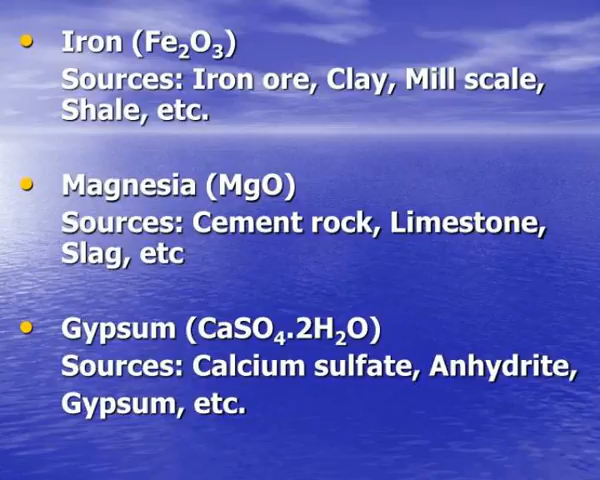 Iron (Fe₂O₃)
Sources: Iron ore, Clay, Mill scale,
Shale, etc.
Magnesia (MgO)
Sources: Cement rock, Limestone,
Slag, etc
Gypsum (CaSO₄.2H₂O)
Sources: Calcium sulfate, Anhydrite,
Gypsum, etc.